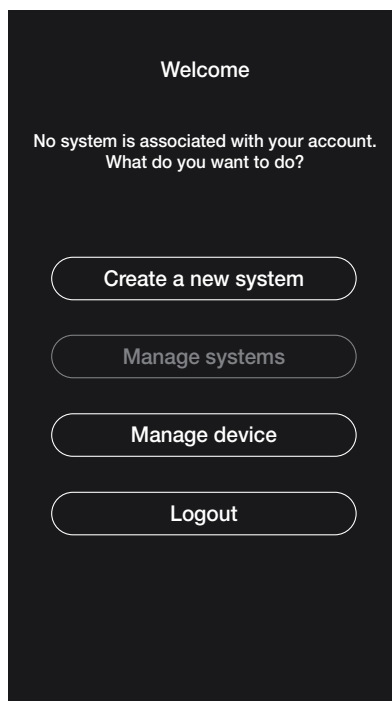 Welcome
No system is associated with your account.
What do you want to do?
Create a new system
Manage systems
Manage device
Logout